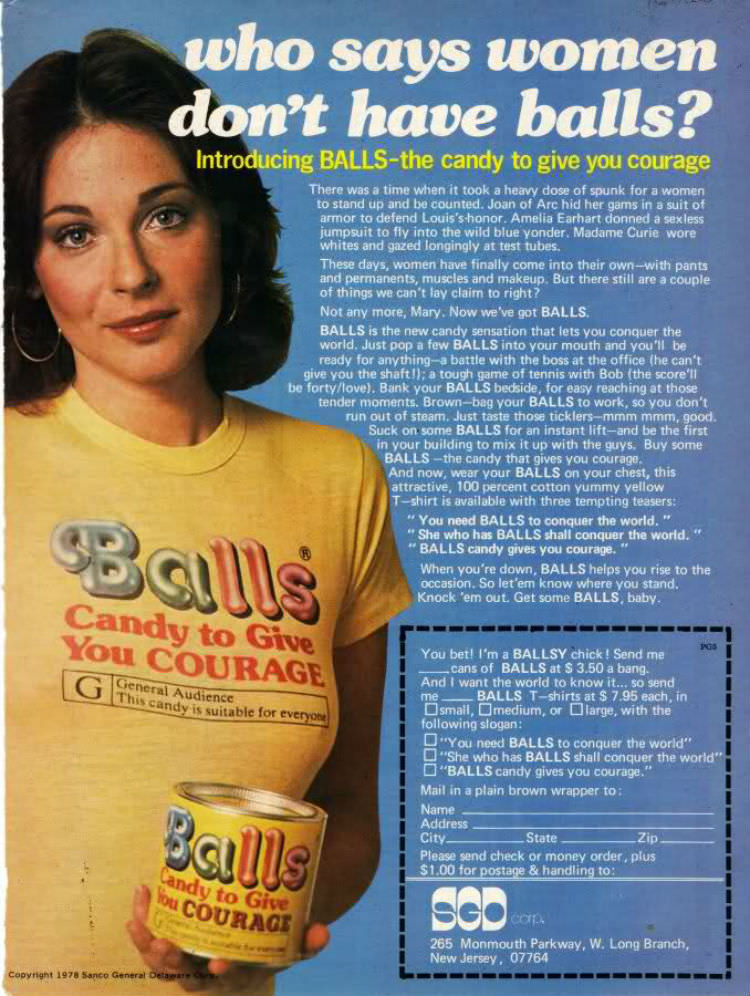 who says women
don't have balls?
Introducing BALLS-the candy to give you courage
There was a time when it took a heavy dose of spunk for a women
to stand up and be counted. Joan of Arc hid her gams in a suit of
armor to defend Louis's honor. Amelia Earhart donned a sexless
jumpsuit to fly into the wild blue yonder. Madame Curie wore
whites and gazed longingly at test tubes.
These days, women have finally come into their own—with pants
and permanents, muscles and makeup. But there still are a couple
of things we can't lay claim to right?
Not any more, Mary. Now we've got BALLS.
BALLS is the new candy sensation that lets you conquer the
world. Just pop a few BALLS into your mouth and you'll be
ready for anything—a battle with the boss at the office (he can't
give you the shaft!); a tough game of tennis with Bob (the score'll
be forty/love). Bank your BALLS bedside, for easy reaching at those
tender moments. Brown—bag your BALLS to work, so you don't
run out of steam. Just taste those ticklers—mmm mmm, good.
Suck on some BALLS for an instant lift—and be the first
in your building to mix it up with the guys. Buy some
BALLS —the candy that gives you courage.
And now, wear your BALLS on your chest, this
attractive, 100 percent cotton yummy yellow
T—shirt is available with three tempting teasers:
" You need BALLS to conquer the world. "
" She who has BALLS shall conquer the world. "
" BALLS candy gives you courage. "
When you're down, BALLS helps you rise to the
occasion. So let'em know where you stand.
Knock 'em out. Get some BALLS, baby.
Balls®
Candy to Give
You COURAGE
G General Audience
This candy is suitable for everyone
Balls
Candy to Give
You COURAGE
G General Audience
PG5
You bet! I'm a BALLSY chick! Send me
____cans of BALLS at $ 3.50 a bang.
And I want the world to know it... so send
me ____ BALLS T—shirts at $ 7.95 each, in
☐small, ☐medium, or ☐large, with the
following slogan:
☐ "You need BALLS to conquer the world"
☐ "She who has BALLS shall conquer the world"
☐ "BALLS candy gives you courage."
Mail in a plain brown wrapper to:
Name
Address
City State Zip
Please send check or money order, plus
$1.00 for postage & handling to:
SGD corp.
265 Monmouth Parkway, W. Long Branch,
New Jersey, 07764
Copyright 1978 Sanco General Delaware Corp.